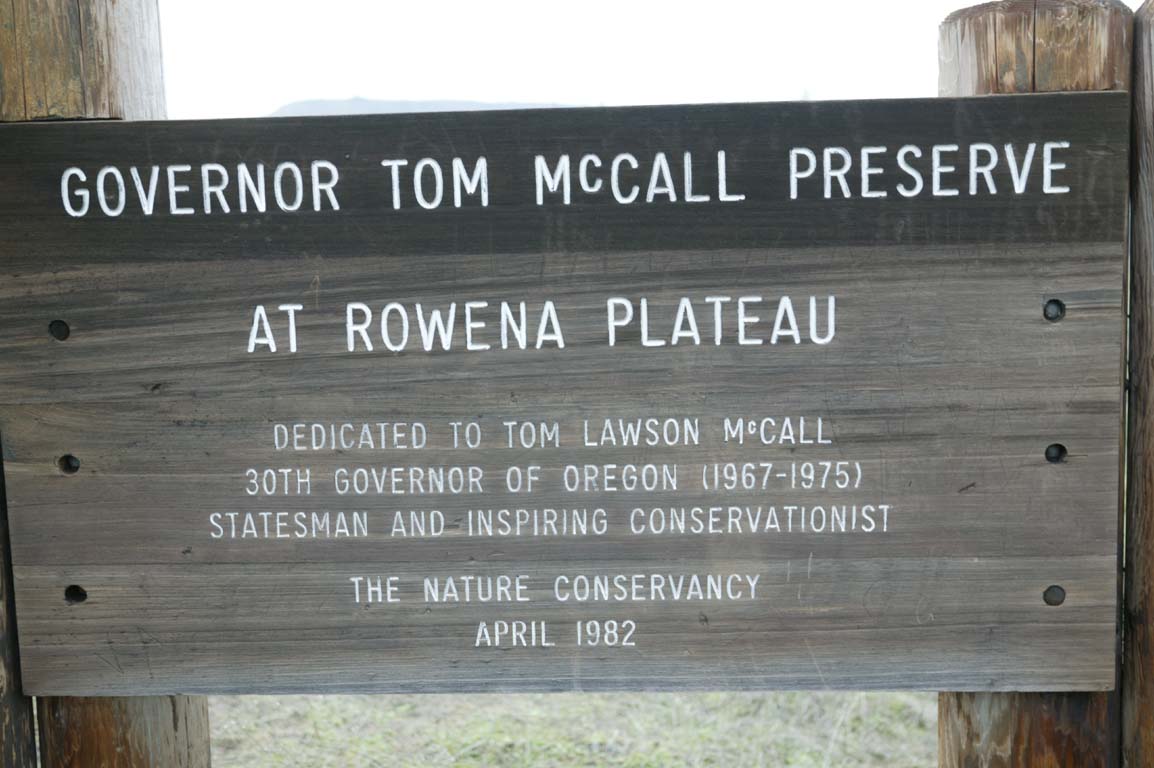 GOVERNOR TOM McCALL PRESERVE
AT ROWENA PLATEAU
DEDICATED TO TOM LAWSON McCALL
30TH GOVERNOR OF OREGON (1967-1975)
STATESMAN AND INSPIRING CONSERVATIONIST
THE NATURE CONSERVANCY
APRIL 1982